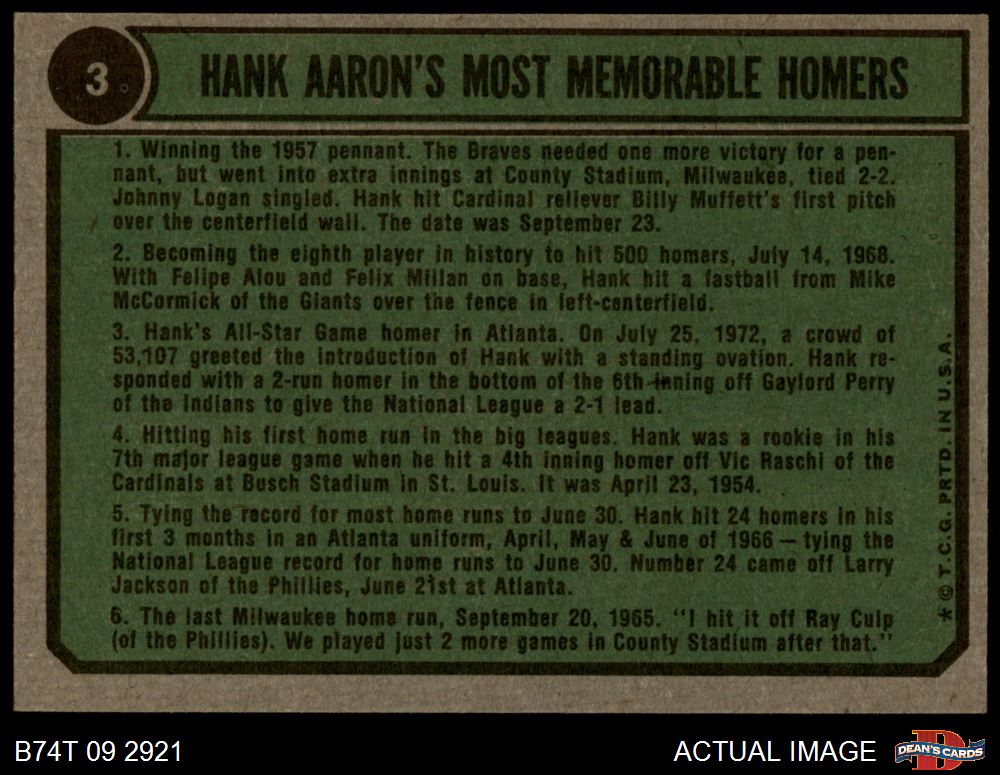 3
HANK AARON'S MOST MEMORABLE HOMERS
1. Winning the 1957 pennant. The Braves needed one more victory for a pen-
nant, but went into extra innings at County Stadium, Milwaukee, tied 2-2.
Johnny Logan singled. Hank hit Cardinal reliever Billy Muffett's first pitch
over the centerfield wall. The date was September 23.
2. Becoming the eighth player in history to hit 500 homers, July 14, 1968.
With Felipe Alou and Felix Millan on base, Hank hit a fastball from Mike
McCormick of the Giants over the fence in left-centerfield.
3. Hank's All-Star Game homer in Atlanta. On July 25, 1972, a crowd of
53,107 greeted the introduction of Hank with a standing ovation. Hank re-
sponded with a 2-run homer in the bottom of the 6th inning off Gaylord Perry
of the Indians to give the National League a 2-1 lead.
4. Hitting his first home run in the big leagues. Hank was a rookie in his
7th major league game when he hit a 4th inning homer off Vic Raschi of the
Cardinals at Busch Stadium in St. Louis. It was April 23, 1954.
5. Tying the record for most home runs to June 30. Hank hit 24 homers in his
first 3 months in an Atlanta uniform, April, May & June of 1966 — tying the
National League record for home runs to June 30. Number 24 came off Larry
Jackson of the Phillies, June 21st at Atlanta.
6. The last Milwaukee home run, September 20, 1965. "I hit it off Ray Culp
(of the Phillies). We played just 2 more games in County Stadium after that."
*© T.C.G. PRTD. IN U.S.A.
B74T 09 2921
ACTUAL IMAGE
D
DEAN'S CARDS